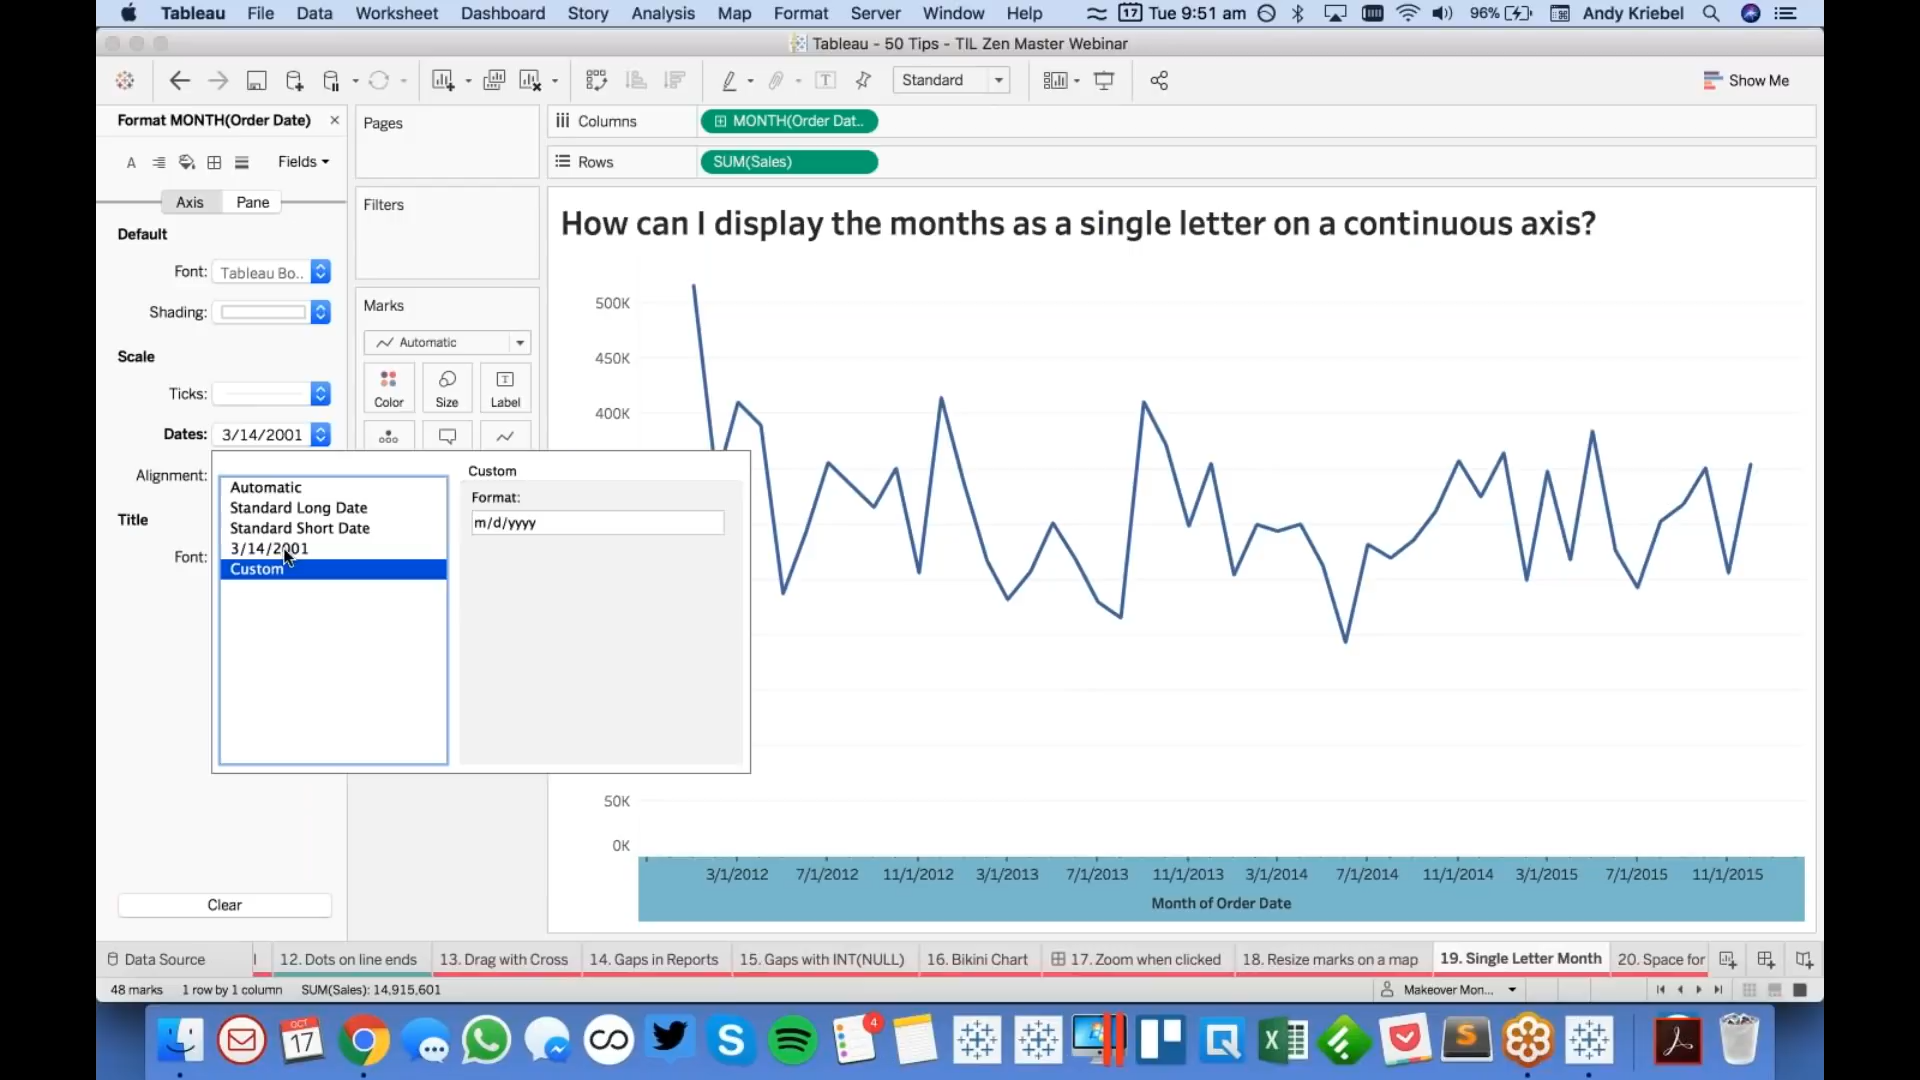 Tableau File Data Worksheet Dashboard Story Analysis Map Format Server Window Help 17 Tue 9:51 am 96% Andy Kriebel
Tableau - 50 Tips - TIL Zen Master Webinar
Standard
Show Me
Format MONTH(Order Date)
Fields
Axis Pane
Default
Font: Tableau Bo..
Shading:
Scale
Ticks:
Dates: 3/14/2001
Alignment:
Title
Font:
Automatic
Standard Long Date
Standard Short Date
3/14/2001
Custom
Custom
Format:
m/d/yyyy
Clear
Pages
Filters
Marks
Automatic
Color Size Label
Columns MONTH(Order Dat..
Rows SUM(Sales)
How can I display the months as a single letter on a continuous axis?
500K
450K
400K
50K
0K
3/1/2012 7/1/2012 11/1/2012 3/1/2013 7/1/2013 11/1/2013 3/1/2014 7/1/2014 11/1/2014 3/1/2015 7/1/2015 11/1/2015
Month of Order Date
Data Source 12. Dots on line ends 13. Drag with Cross 14. Gaps in Reports 15. Gaps with INT(NULL) 16. Bikini Chart 17. Zoom when clicked 18. Resize marks on a map 19. Single Letter Month 20. Space for
48 marks 1 row by 1 column SUM(Sales): 14,915,601 Makeover Mon...
OCT
17
4